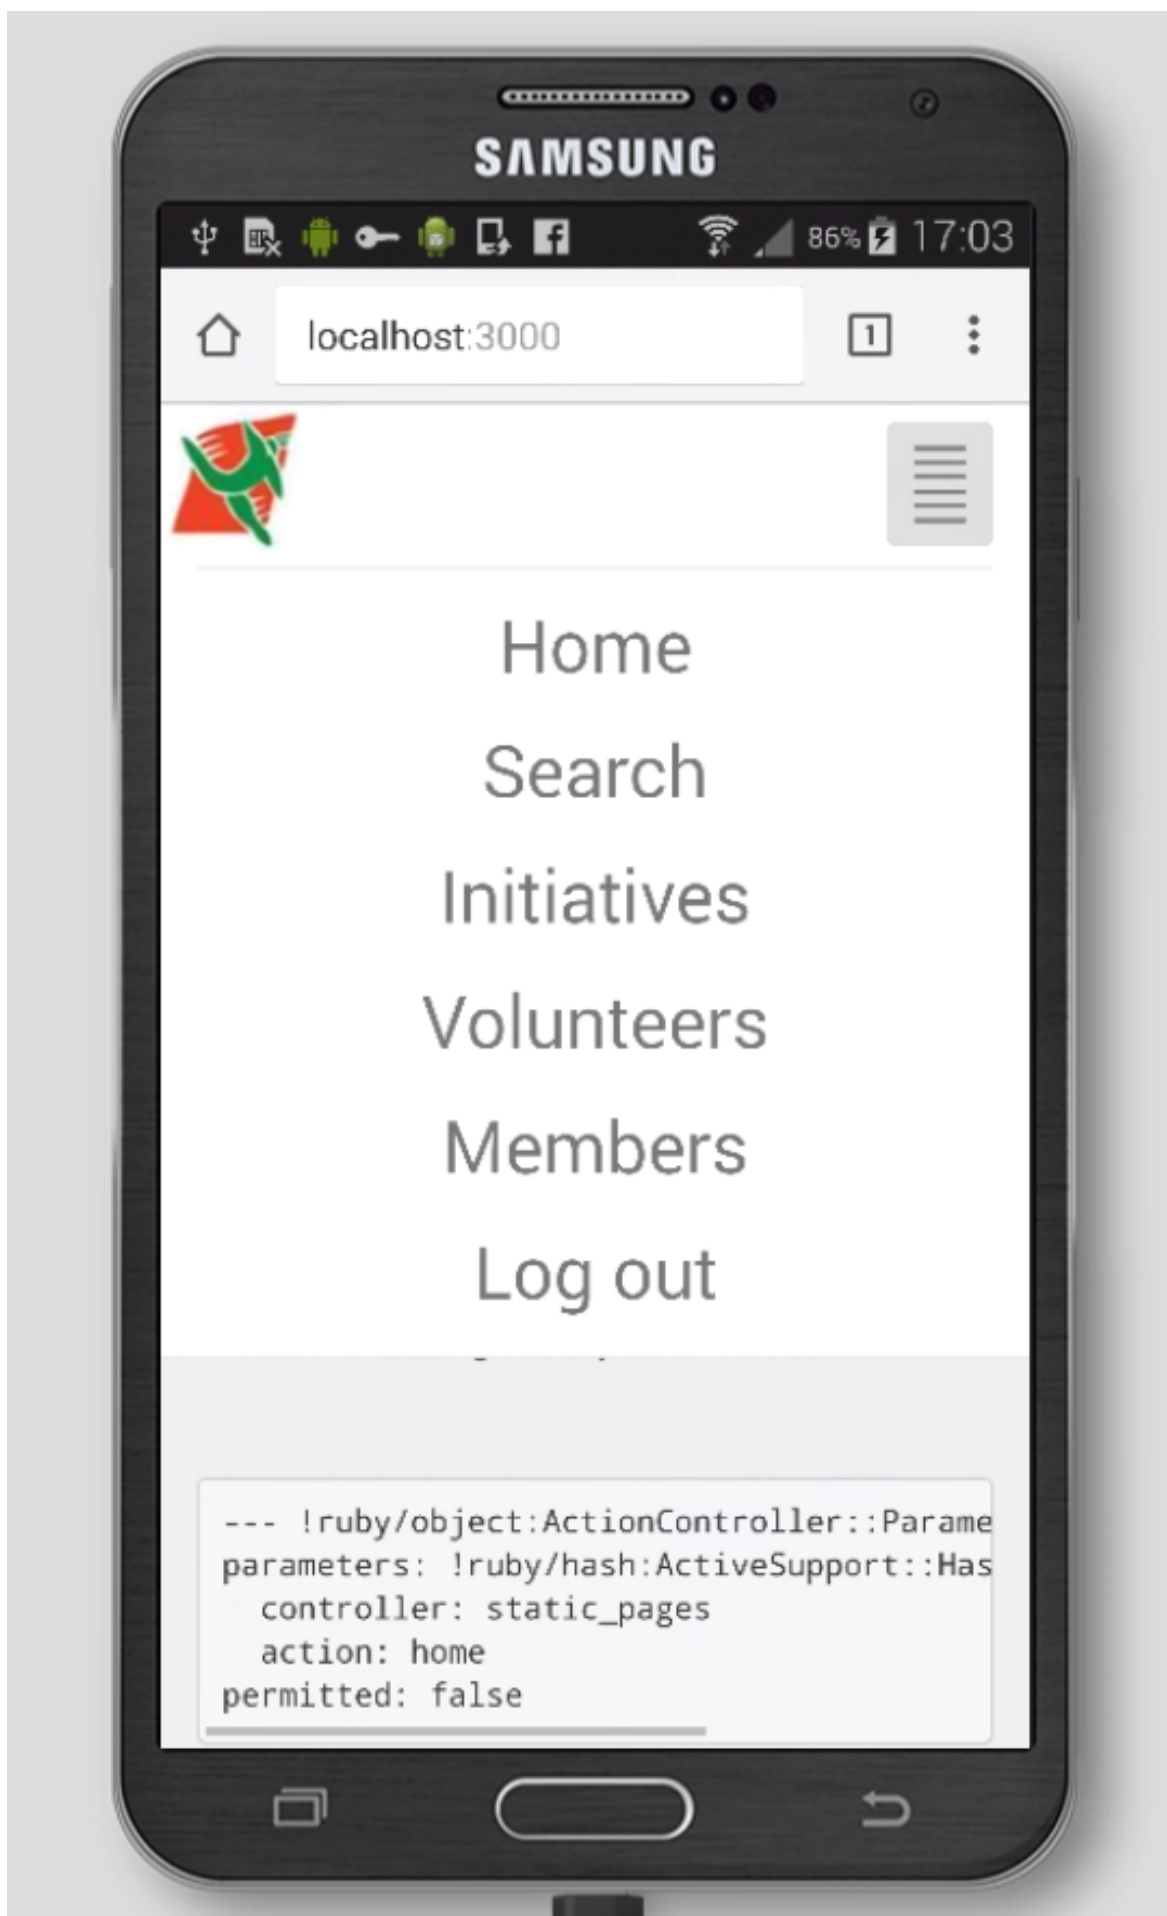 SAMSUNG
86% 17:03
localhost:3000
1
Home
Search
Initiatives
Volunteers
Members
Log out
--- !ruby/object:ActionController::Parame
parameters: !ruby/hash:ActiveSupport::Has
controller: static_pages
action: home
permitted: false